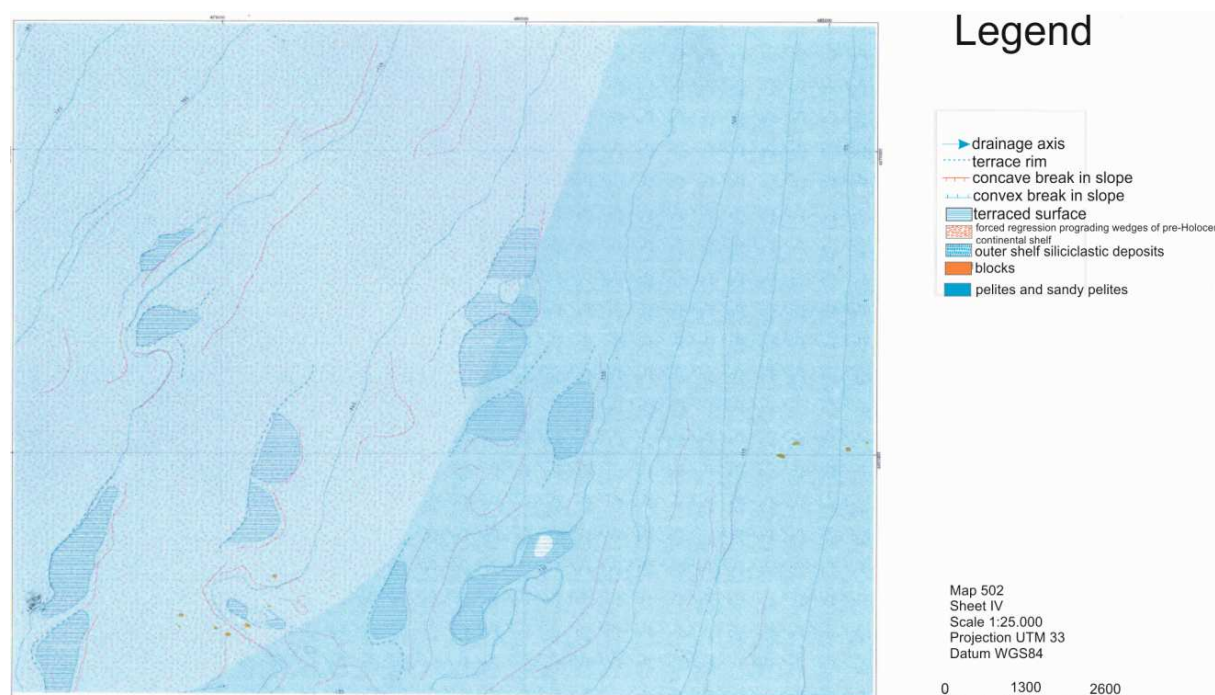 Legend
drainage axis
terrace rim
concave break in slope
convex break in slope
terraced surface
forced regression prograding wedges of pre-Holocen
continental shelf
outer shelf siliciclastic deposits
blocks
pelites and sandy pelites
Map 502
Sheet IV
Scale 1:25.000
Projection UTM 33
Datum WGS84
0 1300 2600